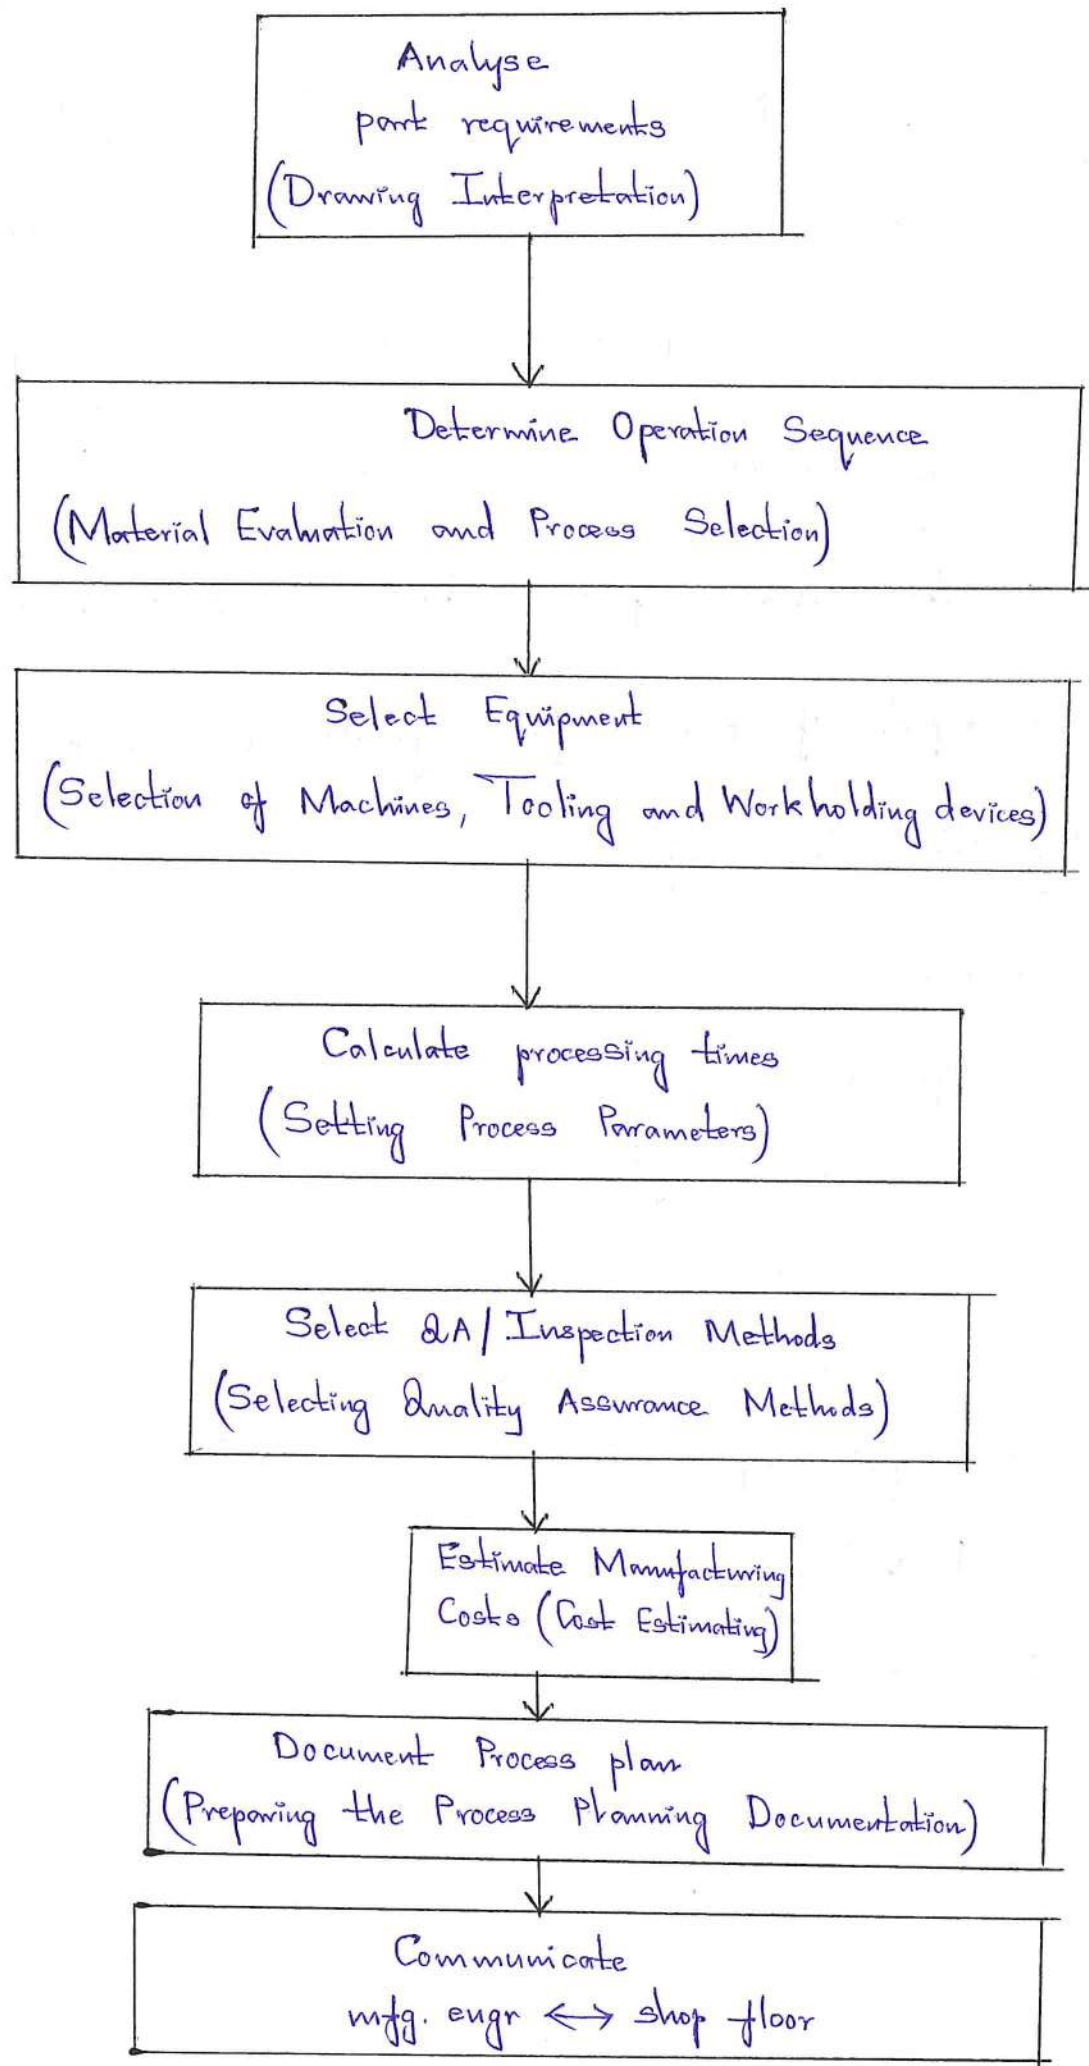 Analyse
part requirements
(Drawing Interpretation)
Determine Operation Sequence
(Material Evaluation and Process Selection)
Select Equipment
(Selection of Machines, Tooling and Workholding devices)
Calculate processing times
(Setting Process Parameters)
Select QA/Inspection Methods
(Selecting Quality Assurance Methods)
Estimate Manufacturing
Costs (Cost Estimating)
Document Process plan
(Preparing the Process Planning Documentation)
Communicate
mfg. engr ↔ shop floor